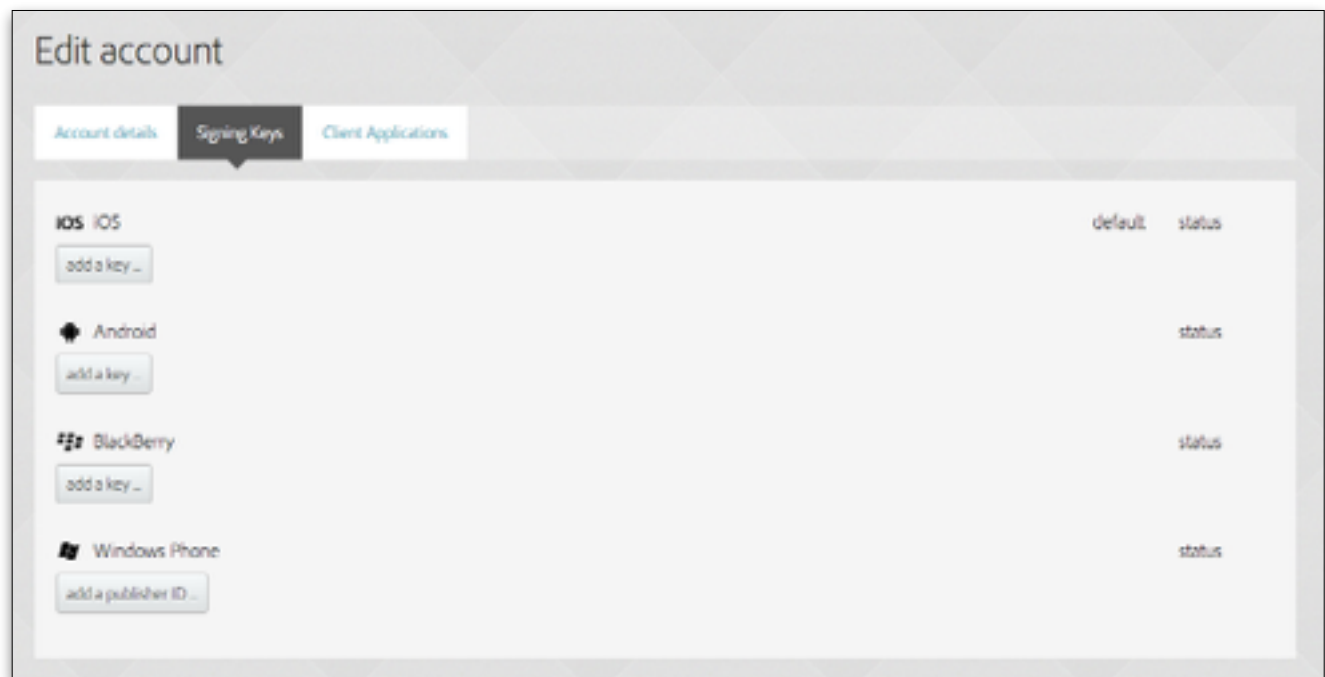 Edit account
Account details Signing Keys Client Applications
iOS iOS default status
add a key ...
Android status
add a key ...
BlackBerry status
add a key ...
Windows Phone status
add a publisher ID ...